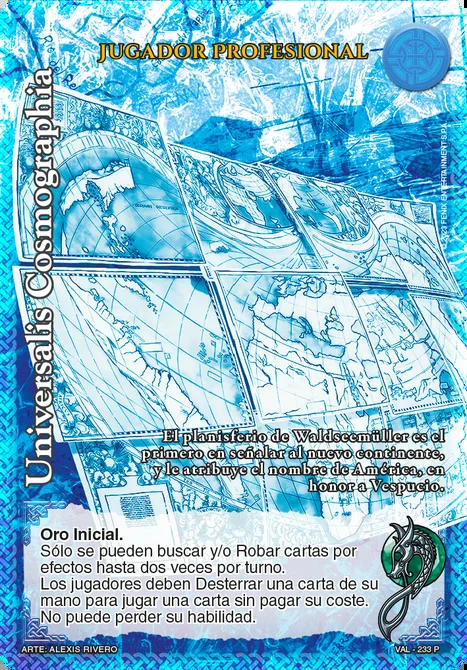 JUGADOR PROFESIONAL
Universalis Cosmographia
El planisferio de Waldseemüller es el
primero en señalar al nuevo continente,
y le atribuye el nombre de América, en
honor a Vespucio.
Oro Inicial.
Sólo se pueden buscar y/o Robar cartas por
efectos hasta dos veces por turno.
Los jugadores deben Desterrar una carta de su
mano para jugar una carta sin pagar su coste.
No puede perder su habilidad.
ARTE: ALEXIS RIVERO
VAL - 233 P
FENIX ENTERTAINMENT S.P.A.